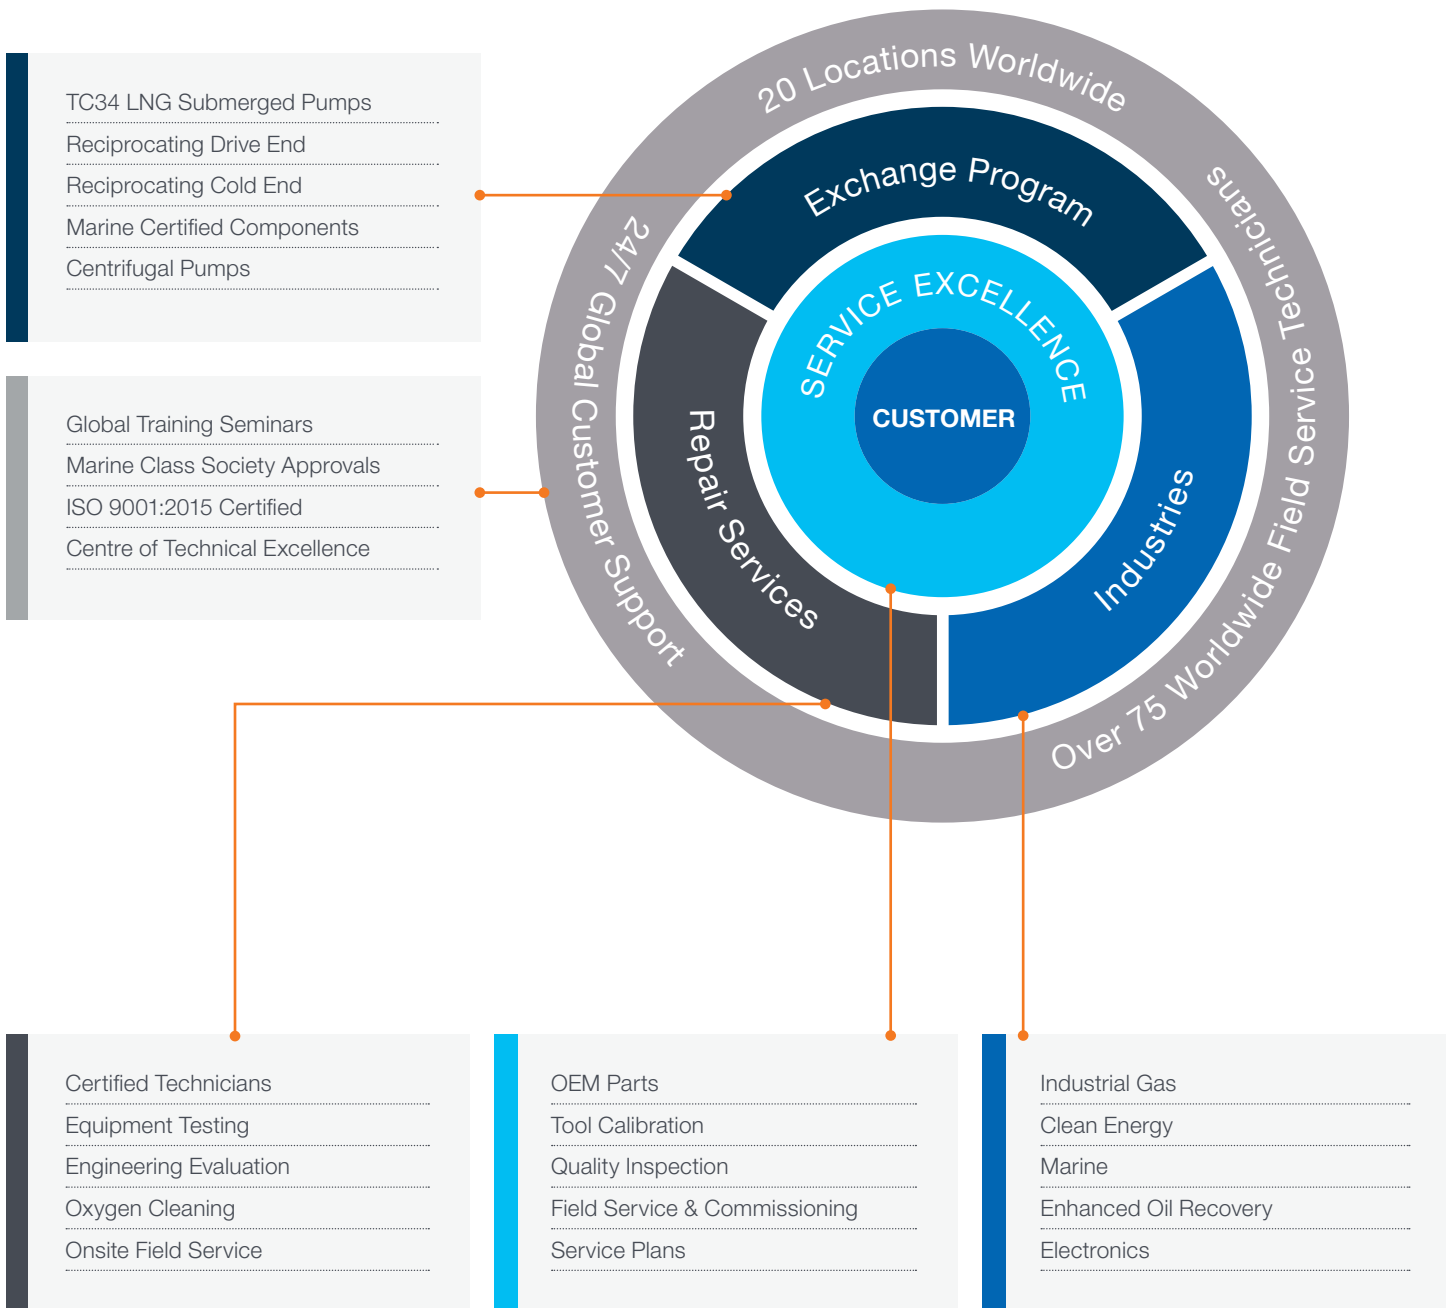 20 Locations Worldwide
24/7 Global Customer Support
Over 75 Worldwide Field Service Technicians
Exchange Program
Repair Services
Industries
SERVICE EXCELLENCE
CUSTOMER
TC34 LNG Submerged Pumps
Reciprocating Drive End
Reciprocating Cold End
Marine Certified Components
Centrifugal Pumps
Global Training Seminars
Marine Class Society Approvals
ISO 9001:2015 Certified
Centre of Technical Excellence
Certified Technicians
Equipment Testing
Engineering Evaluation
Oxygen Cleaning
Onsite Field Service
OEM Parts
Tool Calibration
Quality Inspection
Field Service & Commissioning
Service Plans
Industrial Gas
Clean Energy
Marine
Enhanced Oil Recovery
Electronics